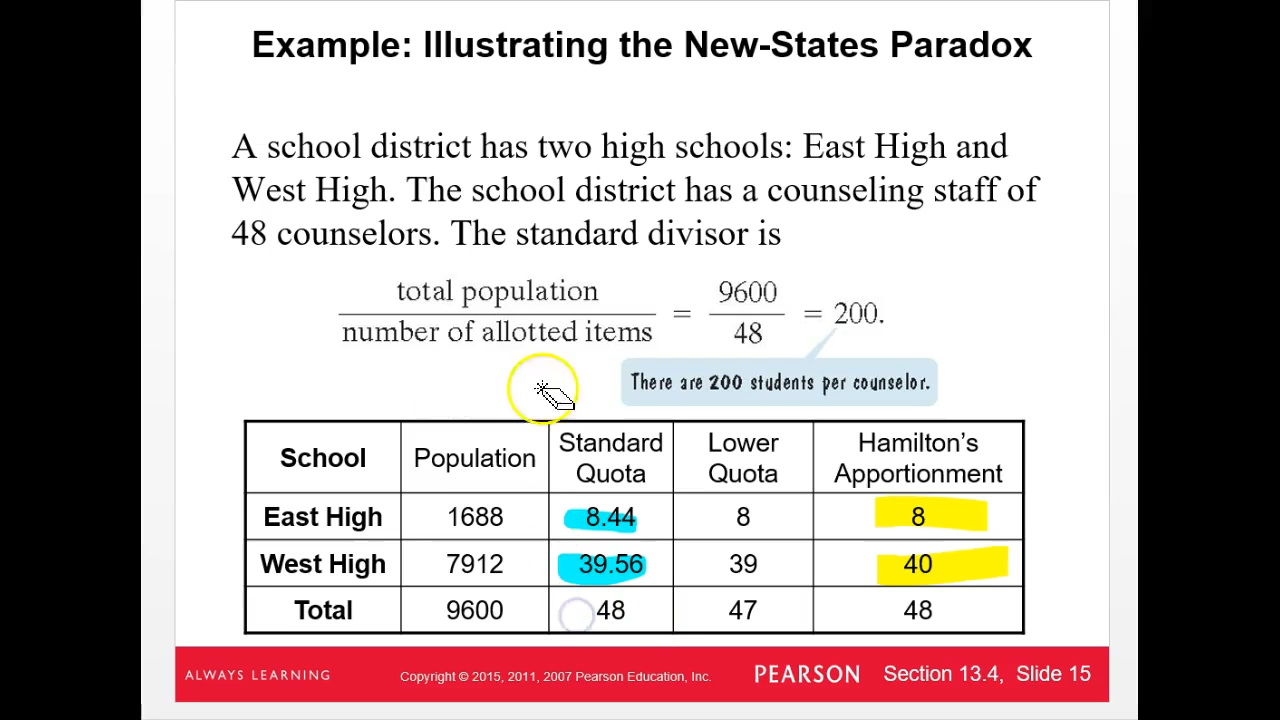 Example: Illustrating the New-States Paradox
A school district has two high schools: East High and
West High. The school district has a counseling staff of
48 counselors. The standard divisor is
total population
number of allotted items
=
9600
48
= 200.
There are 200 students per counselor.
School Population Standard Quota Lower Quota Hamilton's Apportionment
East High 1688 8.44 8 8
West High 7912 39.56 39 40
Total 9600 48 47 48
ALWAYS LEARNING Copyright © 2015, 2011, 2007 Pearson Education, Inc. PEARSON Section 13.4, Slide 15